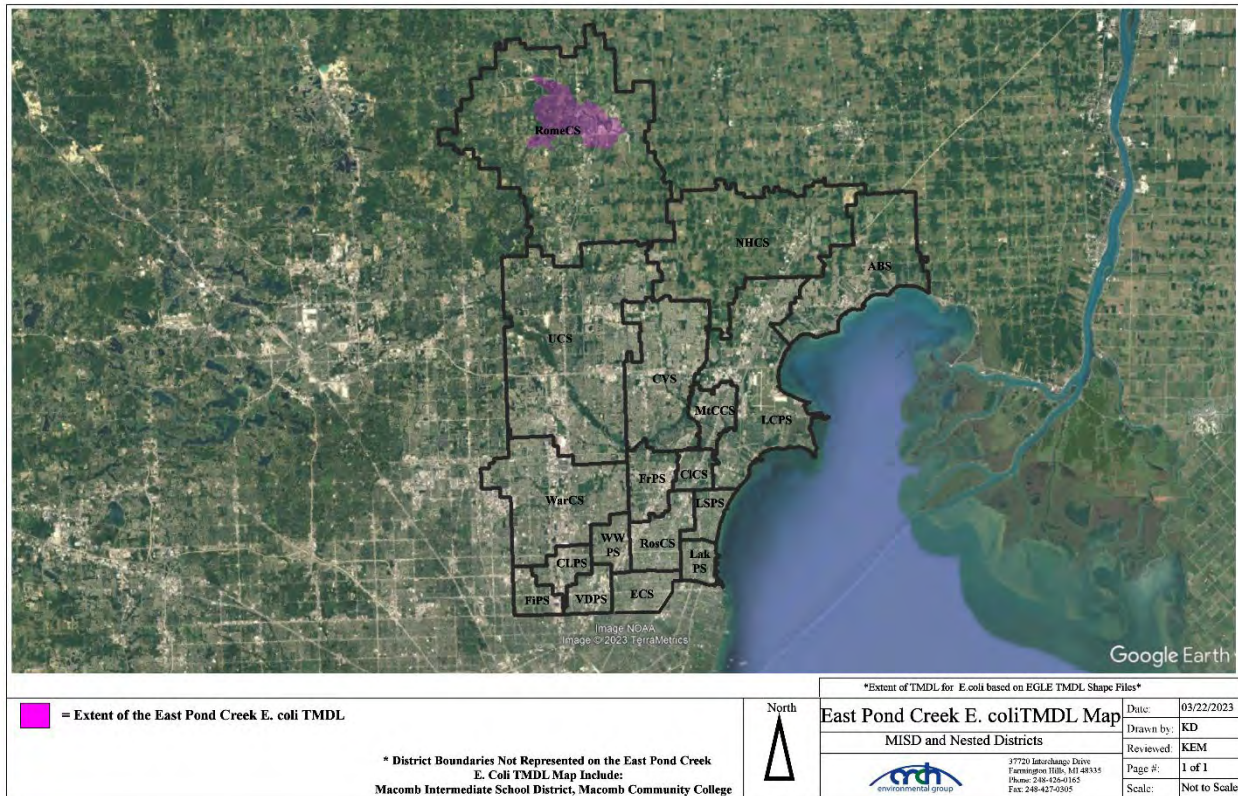 RomeCS
NHCS
ABS
UCS
CVS
MtCCS
LCPS
FrPS
ClCS
WarCS
LSPS
WW
PS
RosCS
Lak
PS
CLPS
FiPS
VDPS
ECS
Image NOAA
Image © 2023 TerraMetrics
Google Earth
*Extent of TMDL for E.coli based on EGLE TMDL Shape Files*
= Extent of the East Pond Creek E. coli TMDL
* District Boundaries Not Represented on the East Pond Creek
E. Coli TMDL Map Include:
Macomb Intermediate School District, Macomb Community College
North
East Pond Creek E. coliTMDL Map
MISD and Nested Districts
arch
environmental group
37720 Interchange Drive
Farmington Hills, MI 48335
Phone: 248-426-0165
Fax: 248-427-0305
Date: 03/22/2023
Drawn by: KD
Reviewed: KEM
Page #: 1 of 1
Scale: Not to Scale